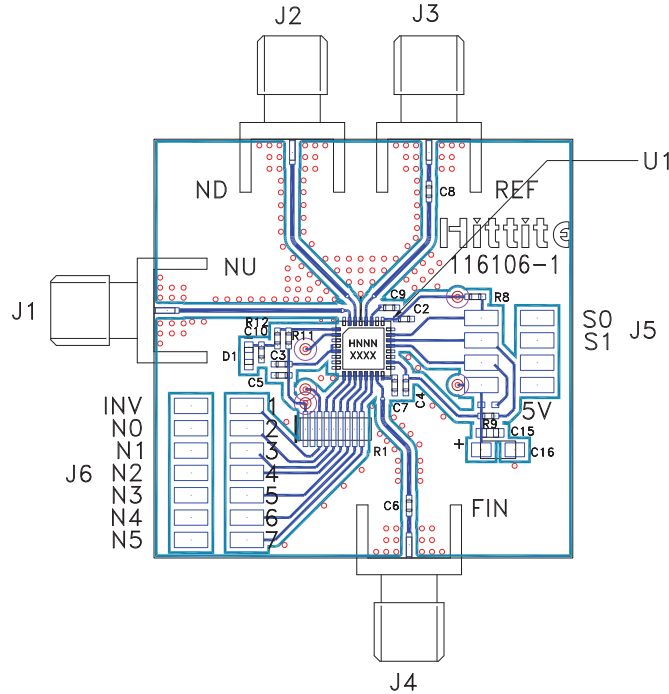 J2
J3
U1
ND
REF
C8
Hittite
116106-1
NU
J1
C9
C2
R8
S0
S1
J5
R12
C10
R11
D1
C3
C5
HNNN
XXXX
C7
C4
5V
R9
C15
+
C16
INV 1
N0 2
N1 3
N2 4
N3 5
N4 6
N5 7
J6
R1
C6
FIN
J4